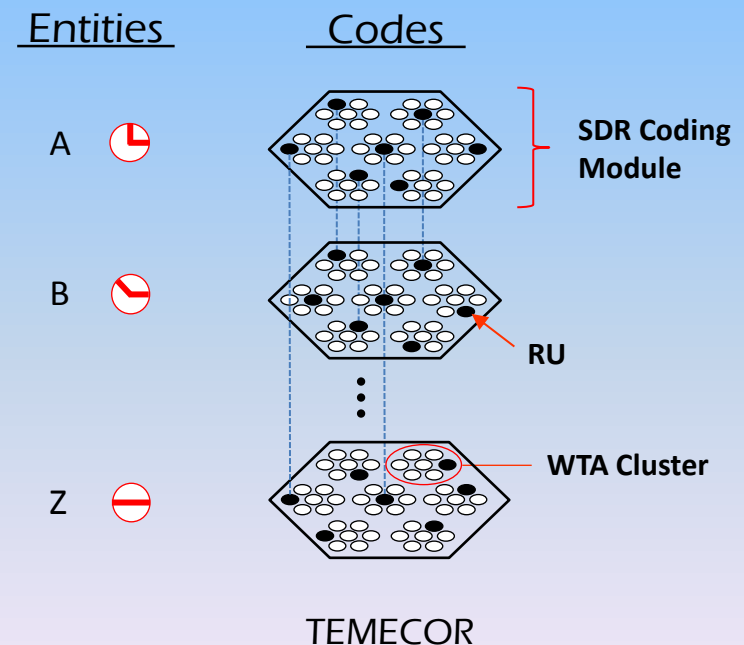 Entities
Codes
A
SDR Coding
Module
B
RU
WTA Cluster
Z
TEMECOR